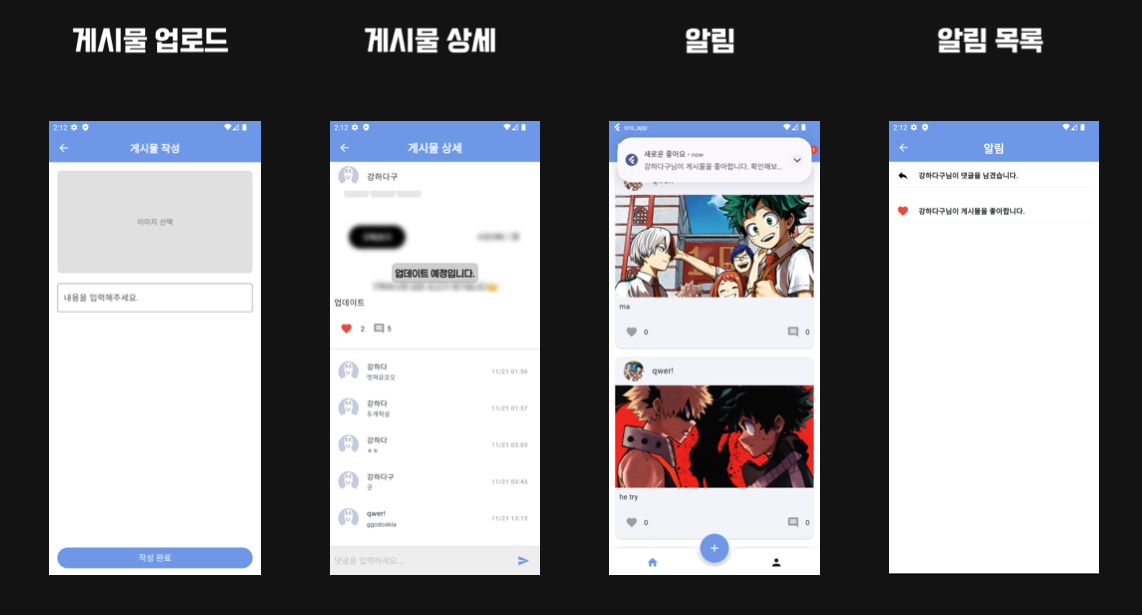 게시물 업로드
게시물 상세
알림
알림 목록
2:12
게시물 작성
이미지 선택
내용을 입력해주세요.
작성 완료
2:12
게시물 상세
강하다구
업데이트 예정입니다.
업데이트
2 5
강하다
멋져요오오
11/21 01:56
강하다
두개작성
11/21 01:57
강하다
ㅎㅎ
11/21 03:03
강하다구
굿
11/21 03:43
qwer!
ggodoakla
11/21 13:13
댓글을 입력하세요...
sns_app
새로운 좋아요 • now
강하다구님이 게시물을 좋아합니다. 확인해보...
ma
0 0
qwer!
he try
0 0
2:12
알림
강하다구님이 댓글을 남겼습니다.
강하다구님이 게시물을 좋아합니다.